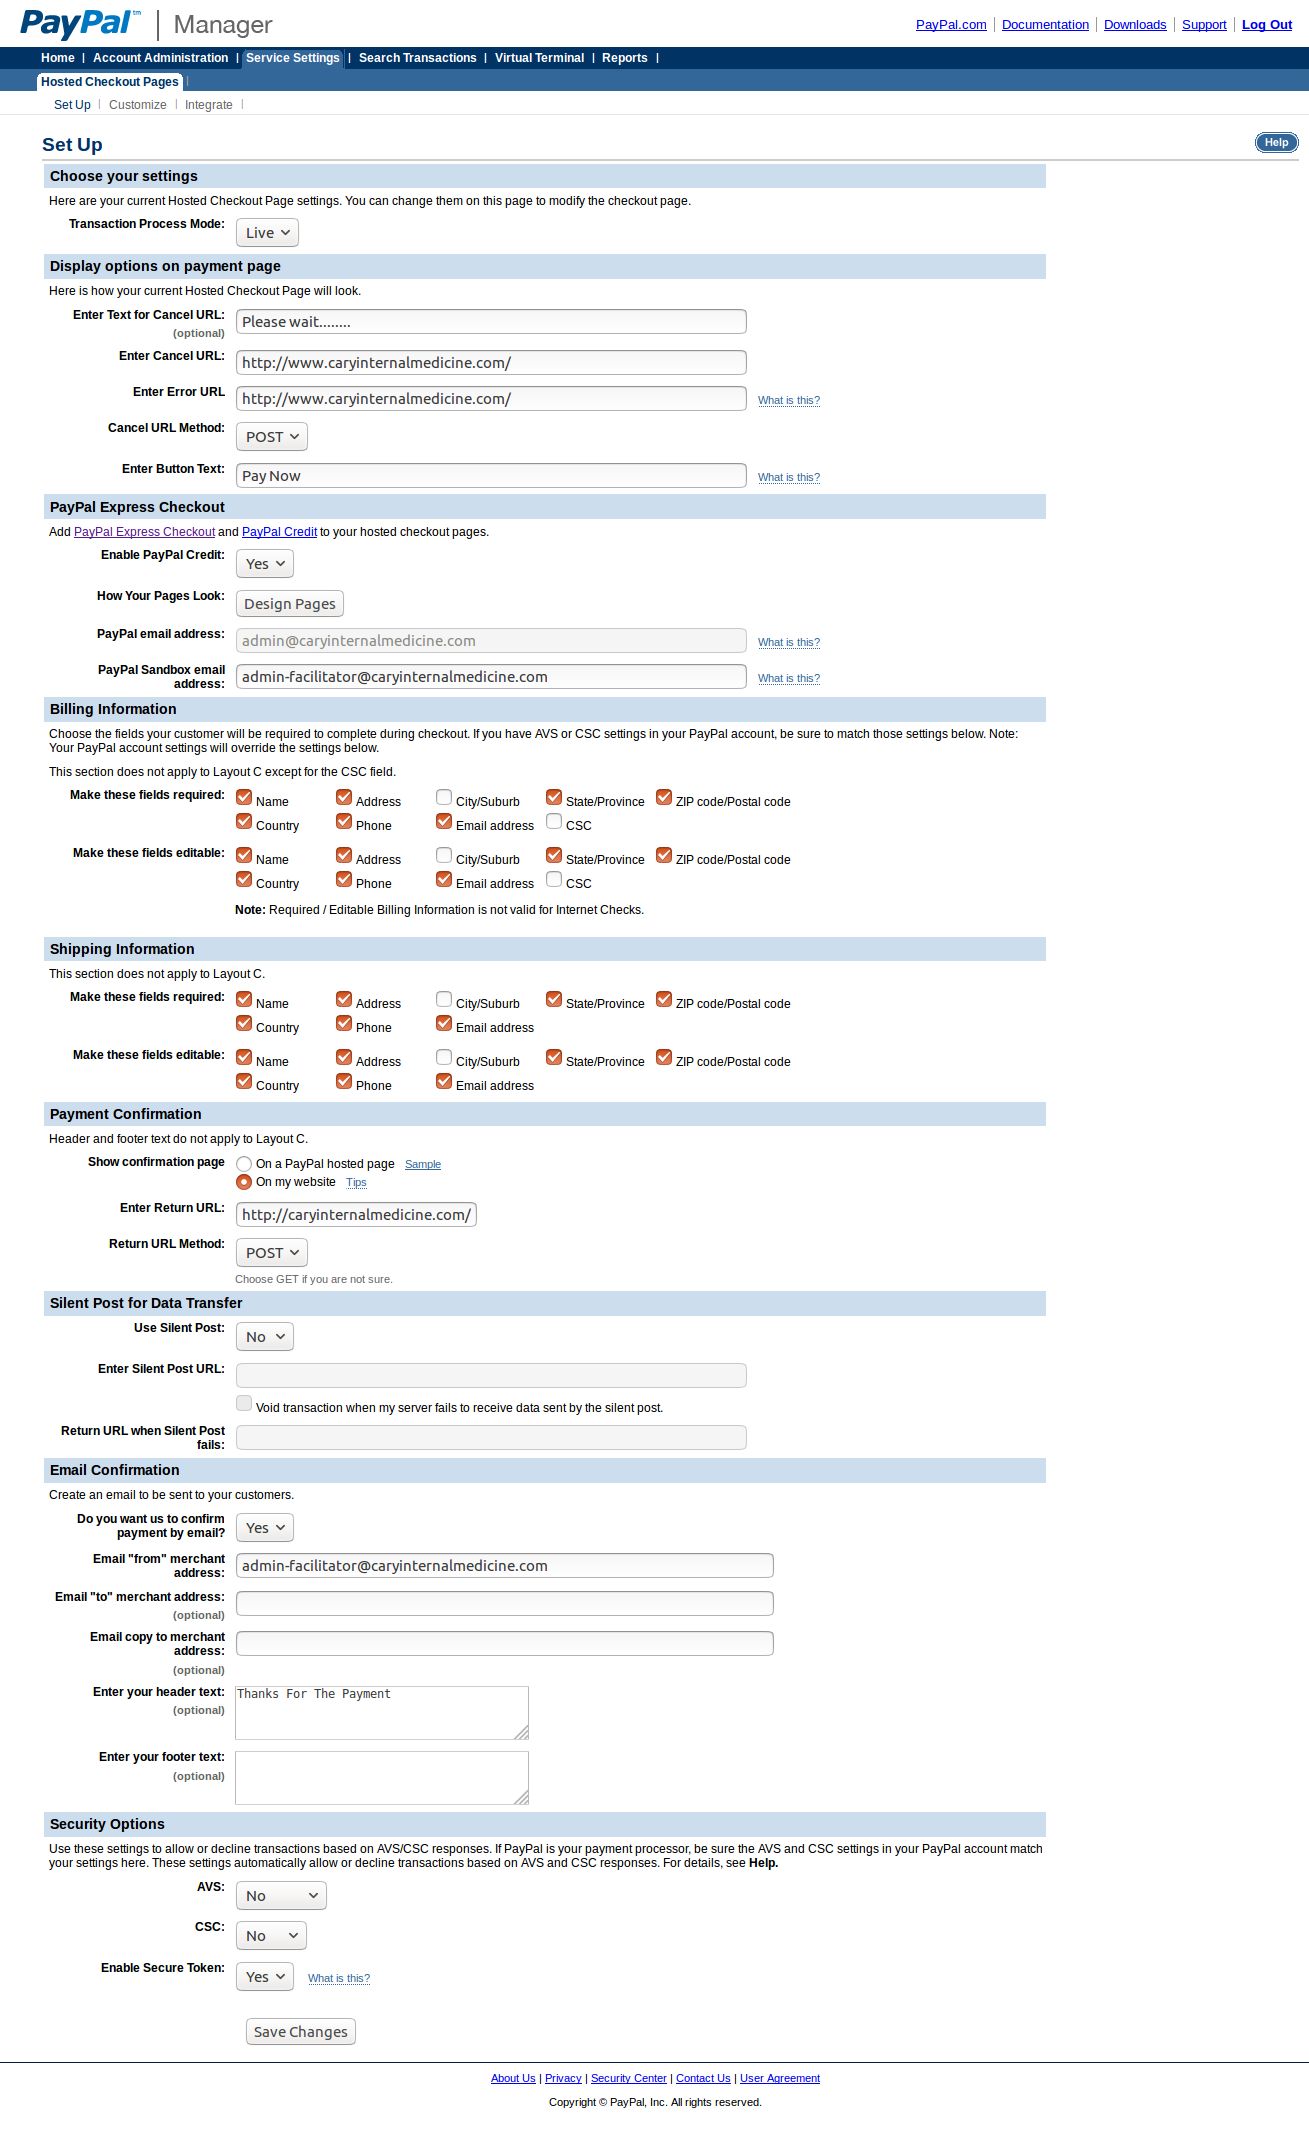 PayPal™ | Manager
PayPal.com | Documentation | Downloads | Support | Log Out
Home | Account Administration | Service Settings | Search Transactions | Virtual Terminal | Reports |
Hosted Checkout Pages |
Set Up | Customize | Integrate |
Set Up
Help
Choose your settings
Here are your current Hosted Checkout Page settings. You can change them on this page to modify the checkout page.
Transaction Process Mode: Live
Display options on payment page
Here is how your current Hosted Checkout Page will look.
Enter Text for Cancel URL: Please wait........
(optional)
Enter Cancel URL: http://www.caryinternalmedicine.com/
Enter Error URL http://www.caryinternalmedicine.com/ What is this?
Cancel URL Method: POST
Enter Button Text: Pay Now What is this?
PayPal Express Checkout
Add PayPal Express Checkout and PayPal Credit to your hosted checkout pages.
Enable PayPal Credit: Yes
How Your Pages Look: Design Pages
PayPal email address: admin@caryinternalmedicine.com What is this?
PayPal Sandbox email
address: admin-facilitator@caryinternalmedicine.com What is this?
Billing Information
Choose the fields your customer will be required to complete during checkout. If you have AVS or CSC settings in your PayPal account, be sure to match those settings below. Note:
Your PayPal account settings will override the settings below.
This section does not apply to Layout C except for the CSC field.
Make these fields required: Name Address City/Suburb State/Province ZIP code/Postal code
Country Phone Email address CSC
Make these fields editable: Name Address City/Suburb State/Province ZIP code/Postal code
Country Phone Email address CSC
Note: Required / Editable Billing Information is not valid for Internet Checks.
Shipping Information
This section does not apply to Layout C.
Make these fields required: Name Address City/Suburb State/Province ZIP code/Postal code
Country Phone Email address
Make these fields editable: Name Address City/Suburb State/Province ZIP code/Postal code
Country Phone Email address
Payment Confirmation
Header and footer text do not apply to Layout C.
Show confirmation page On a PayPal hosted page Sample
On my website Tips
Enter Return URL: http://caryinternalmedicine.com/
Return URL Method: POST
Choose GET if you are not sure.
Silent Post for Data Transfer
Use Silent Post: No
Enter Silent Post URL:
Void transaction when my server fails to receive data sent by the silent post.
Return URL when Silent Post
fails:
Email Confirmation
Create an email to be sent to your customers.
Do you want us to confirm
payment by email? Yes
Email "from" merchant
address: admin-facilitator@caryinternalmedicine.com
Email "to" merchant address:
(optional)
Email copy to merchant
address:
(optional)
Enter your header text: Thanks For The Payment
(optional)
Enter your footer text:
(optional)
Security Options
Use these settings to allow or decline transactions based on AVS/CSC responses. If PayPal is your payment processor, be sure the AVS and CSC settings in your PayPal account match
your settings here. These settings automatically allow or decline transactions based on AVS and CSC responses. For details, see Help.
AVS: No
CSC: No
Enable Secure Token: Yes What is this?
Save Changes
About Us | Privacy | Security Center | Contact Us | User Agreement
Copyright © PayPal, Inc. All rights reserved.